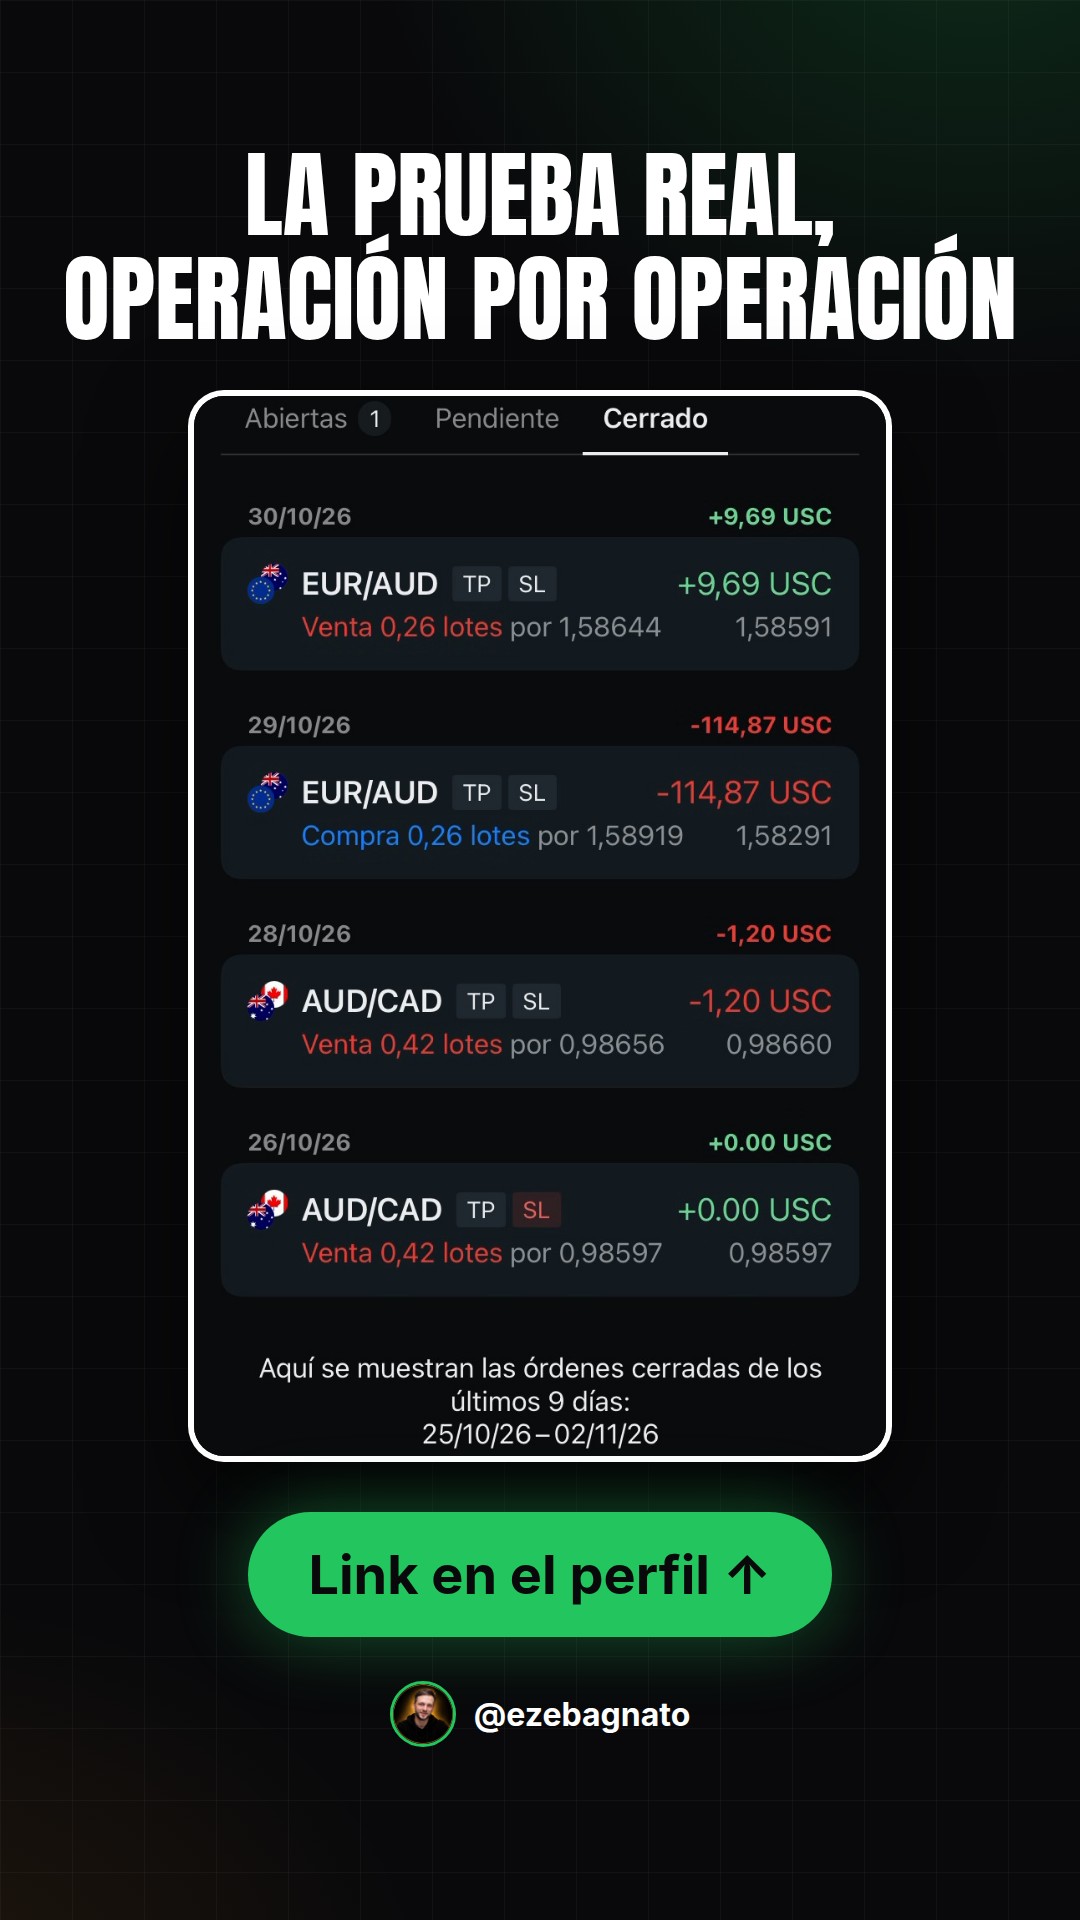 LA PRUEBA REAL,
OPERACIÓN POR OPERACIÓN
Abiertas 1 Pendiente Cerrado
30/10/26 +9,69 USC
EUR/AUD TP SL +9,69 USC
Venta 0,26 lotes por 1,58644 1,58591
29/10/26 -114,87 USC
EUR/AUD TP SL -114,87 USC
Compra 0,26 lotes por 1,58919 1,58291
28/10/26 -1,20 USC
AUD/CAD TP SL -1,20 USC
Venta 0,42 lotes por 0,98656 0,98660
26/10/26 +0.00 USC
AUD/CAD TP SL +0.00 USC
Venta 0,42 lotes por 0,98597 0,98597
Aquí se muestran las órdenes cerradas de los
últimos 9 días:
25/10/26 – 02/11/26
Link en el perfil ↑
@ezebagnato